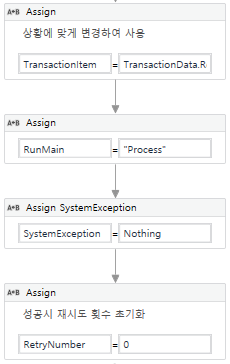 A*B Assign
상황에 맞게 변경하여 사용
TransactionItem = TransactionData.R
A*B Assign
RunMain = "Process"
A*B Assign SystemException
SystemException = Nothing
A*B Assign
성공시 재시도 횟수 초기화
RetryNumber = 0